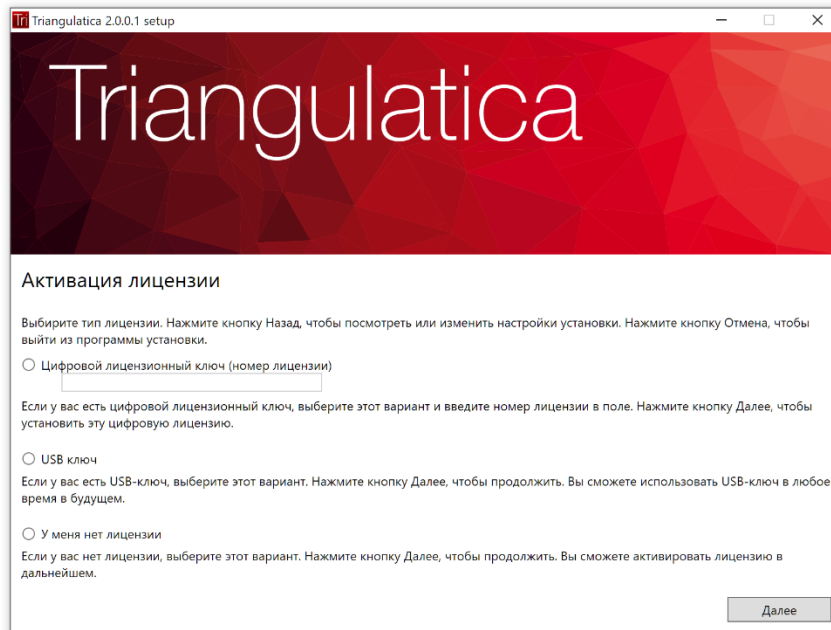 Tri Triangulatica 2.0.0.1 setup
Triangulatica
Активация лицензии
Выбирите тип лицензии. Нажмите кнопку Назад, чтобы посмотреть или изменить настройки установки. Нажмите кнопку Отмена, чтобы
выйти из программы установки.
Цифровой лицензионный ключ (номер лицензии)
Если у вас есть цифровой лицензионный ключ, выберите этот вариант и введите номер лицензии в поле. Нажмите кнопку Далее, чтобы
установить эту цифровую лицензию.
USB ключ
Если у вас есть USB-ключ, выберите этот вариант. Нажмите кнопку Далее, чтобы продолжить. Вы сможете использовать USB-ключ в любое
время в будущем.
У меня нет лицензии
Если у вас нет лицензии, выберите этот вариант. Нажмите кнопку Далее, чтобы продолжить. Вы сможете активировать лицензию в
дальнейшем.
Далее